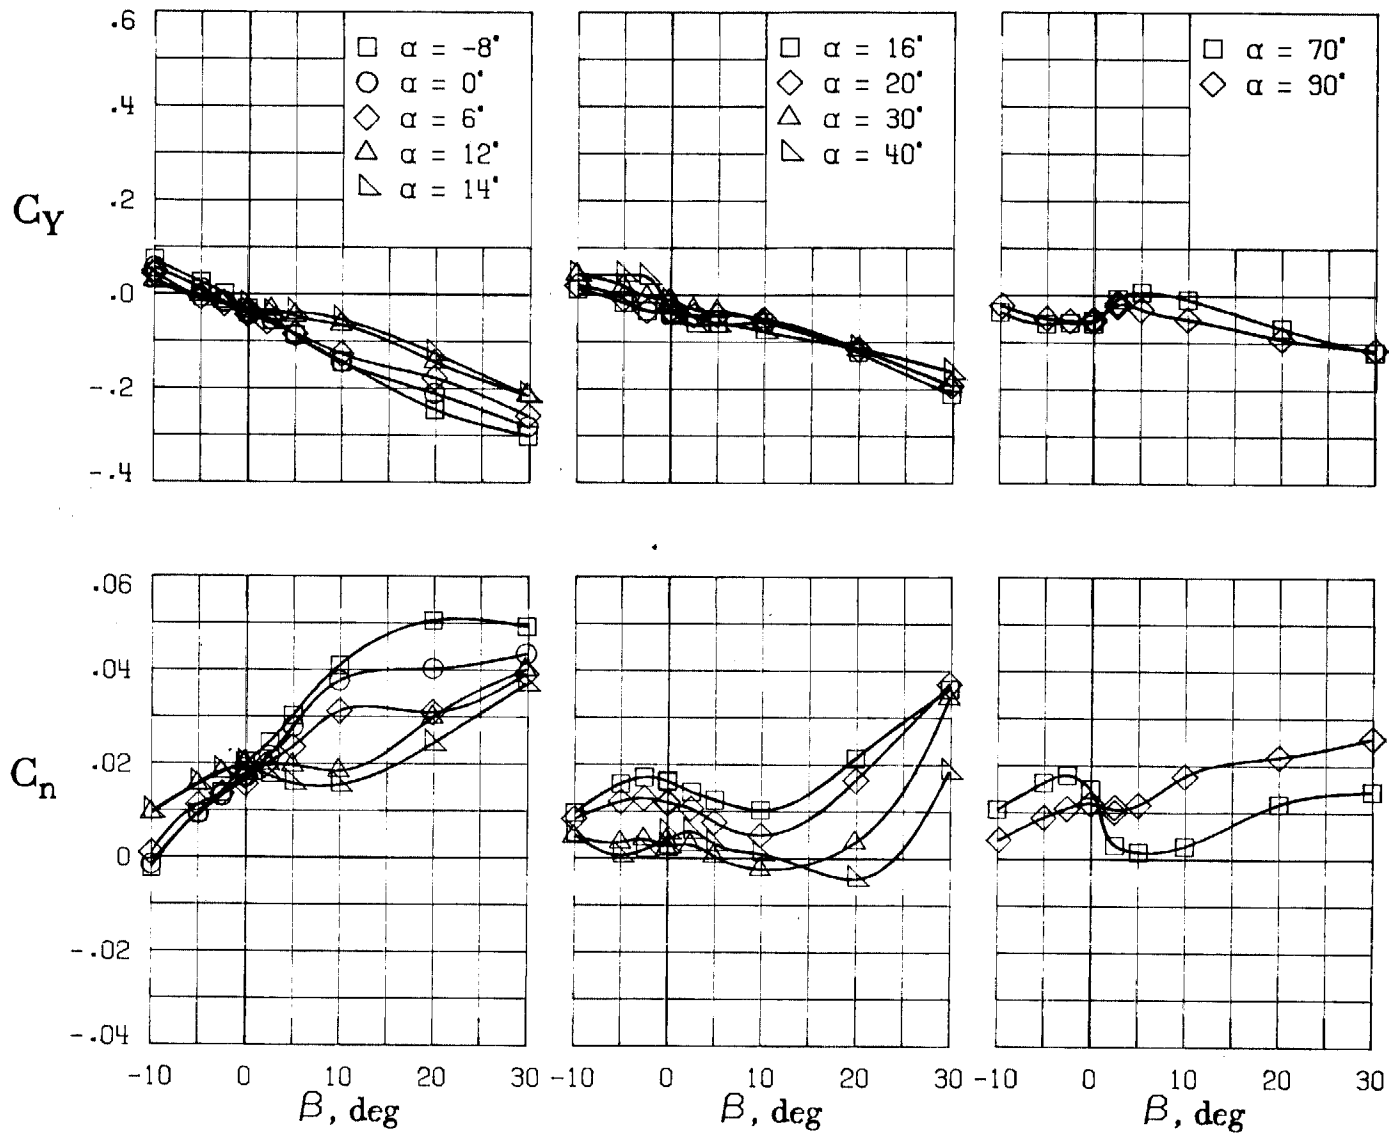 .6
.4
.2
.0
-.2
-.4
C_Y
α = -8°
α = 0°
α = 6°
α = 12°
α = 14°
α = 16°
α = 20°
α = 30°
α = 40°
α = 70°
α = 90°
.06
.04
.02
0
-.02
-.04
C_n
-10 0 10 20 30
-10 0 10 20 30
-10 0 10 20 30
β, deg
β, deg
β, deg